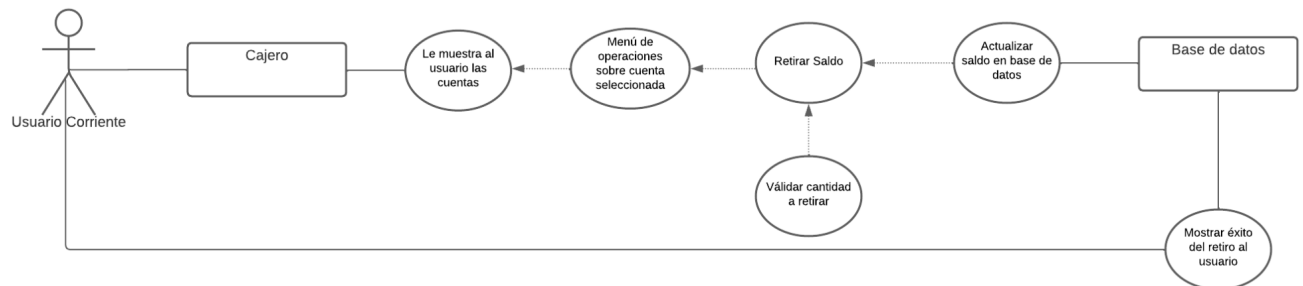 Usuario Corriente
Cajero
Le muestra al
usuario las
cuentas
Menú de
operaciones
sobre cuenta
seleccionada
Retirar Saldo
Actualizar
saldo en base de
datos
Base de datos
Válidar cantidad
a retirar
Mostrar éxito
del retiro al
usuario